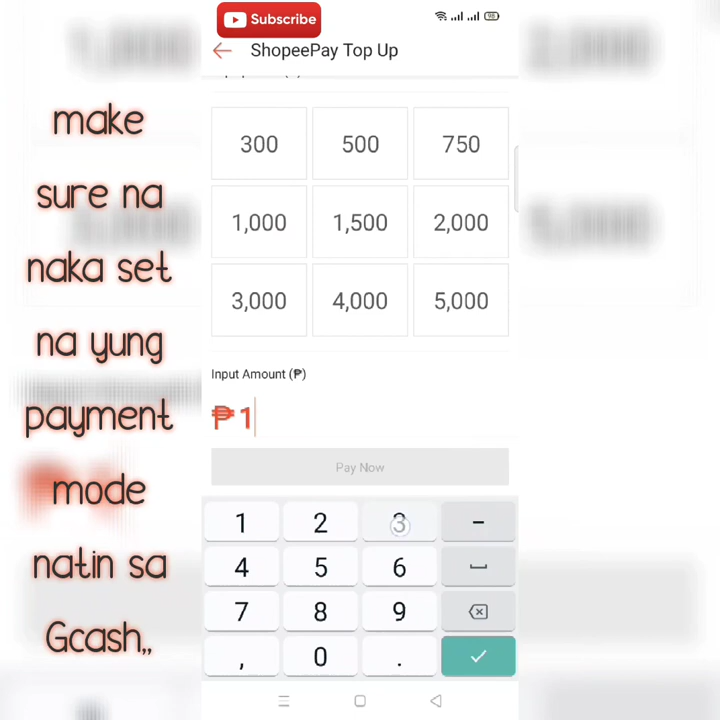 Subscribe
98
ShopeePay Top Up
300 500 750
1,000 1,500 2,000
3,000 4,000 5,000
Input Amount (₱)
₱ 1
Pay Now
1 2 3 -
4 5 6
7 8 9
, 0 .
make
sure na
naka set
na yung
payment
mode
natin sa
Gcash,,